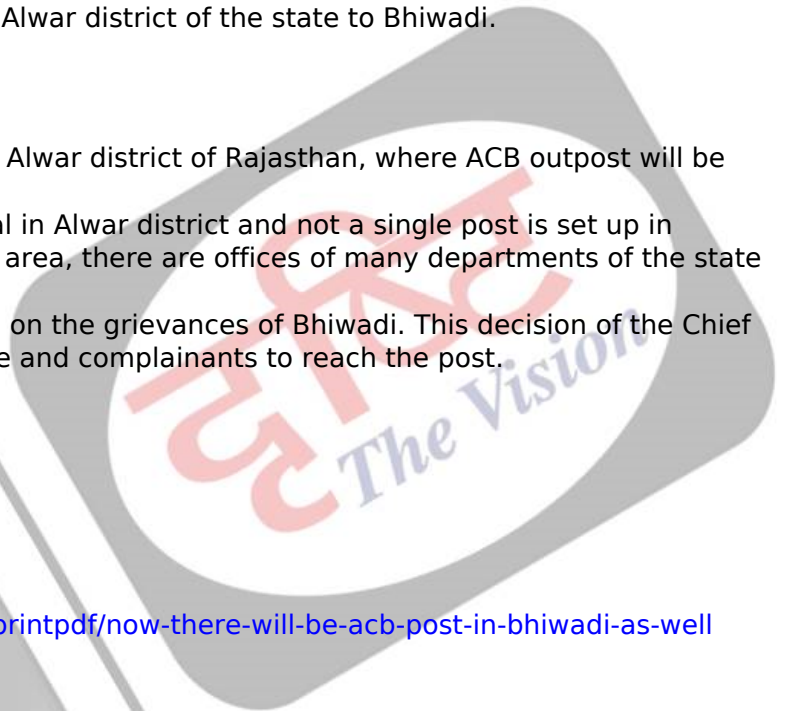 Alwar district of the state to Bhiwadi.
Alwar district of Rajasthan, where ACB outpost will be
in Alwar district and not a single post is set up in
area, there are offices of many departments of the state
on the grievances of Bhiwadi. This decision of the Chief
and complainants to reach the post.
दृष्टि
The Vision
printpdf/now-there-will-be-acb-post-in-bhiwadi-as-well